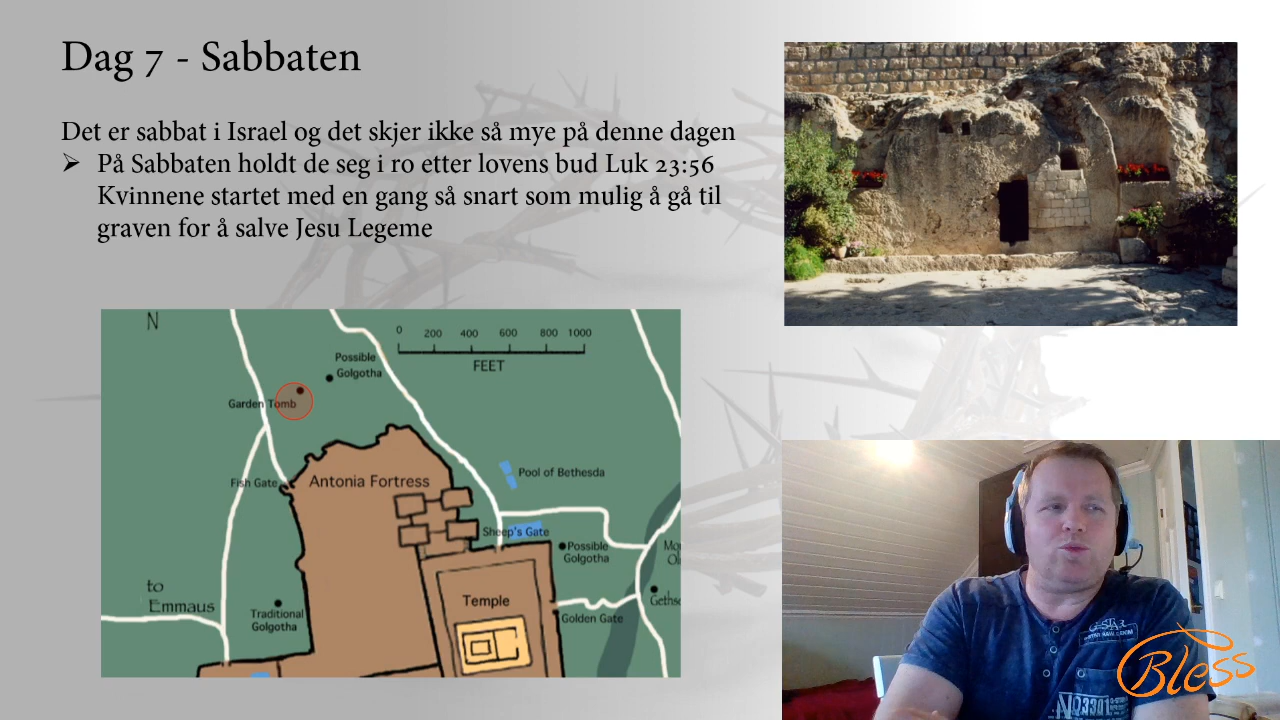 Dag 7 - Sabbaten
Det er sabbat i Israel og det skjer ikke så mye på denne dagen
➢ På Sabbaten holdt de seg i ro etter lovens bud Luk 23:56
Kvinnene startet med en gang så snart som mulig å gå til
graven for å salve Jesu Legeme
N
0 200 400 600 800 1000
FEET
Possible
Golgotha
Garden Tomb
Fish Gate
Antonia Fortress
Pool of Bethesda
Sheep's Gate
Possible
Golgotha
to
Emmaus
Traditional
Golgotha
Temple
Golden Gate
G-STAR
Bless